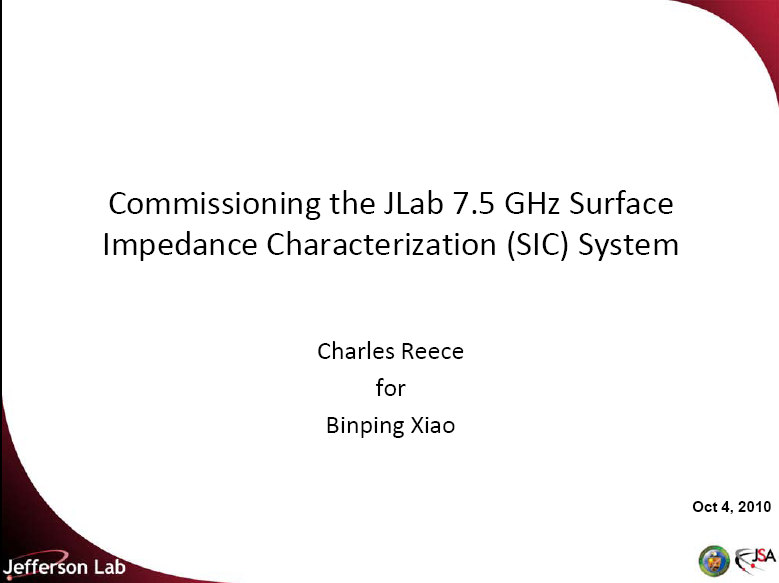 Commissioning the JLab 7.5 GHz Surface
Impedance Characterization (SIC) System
Charles Reece
for
Binping Xiao
Oct 4, 2010
Jefferson Lab
JSA